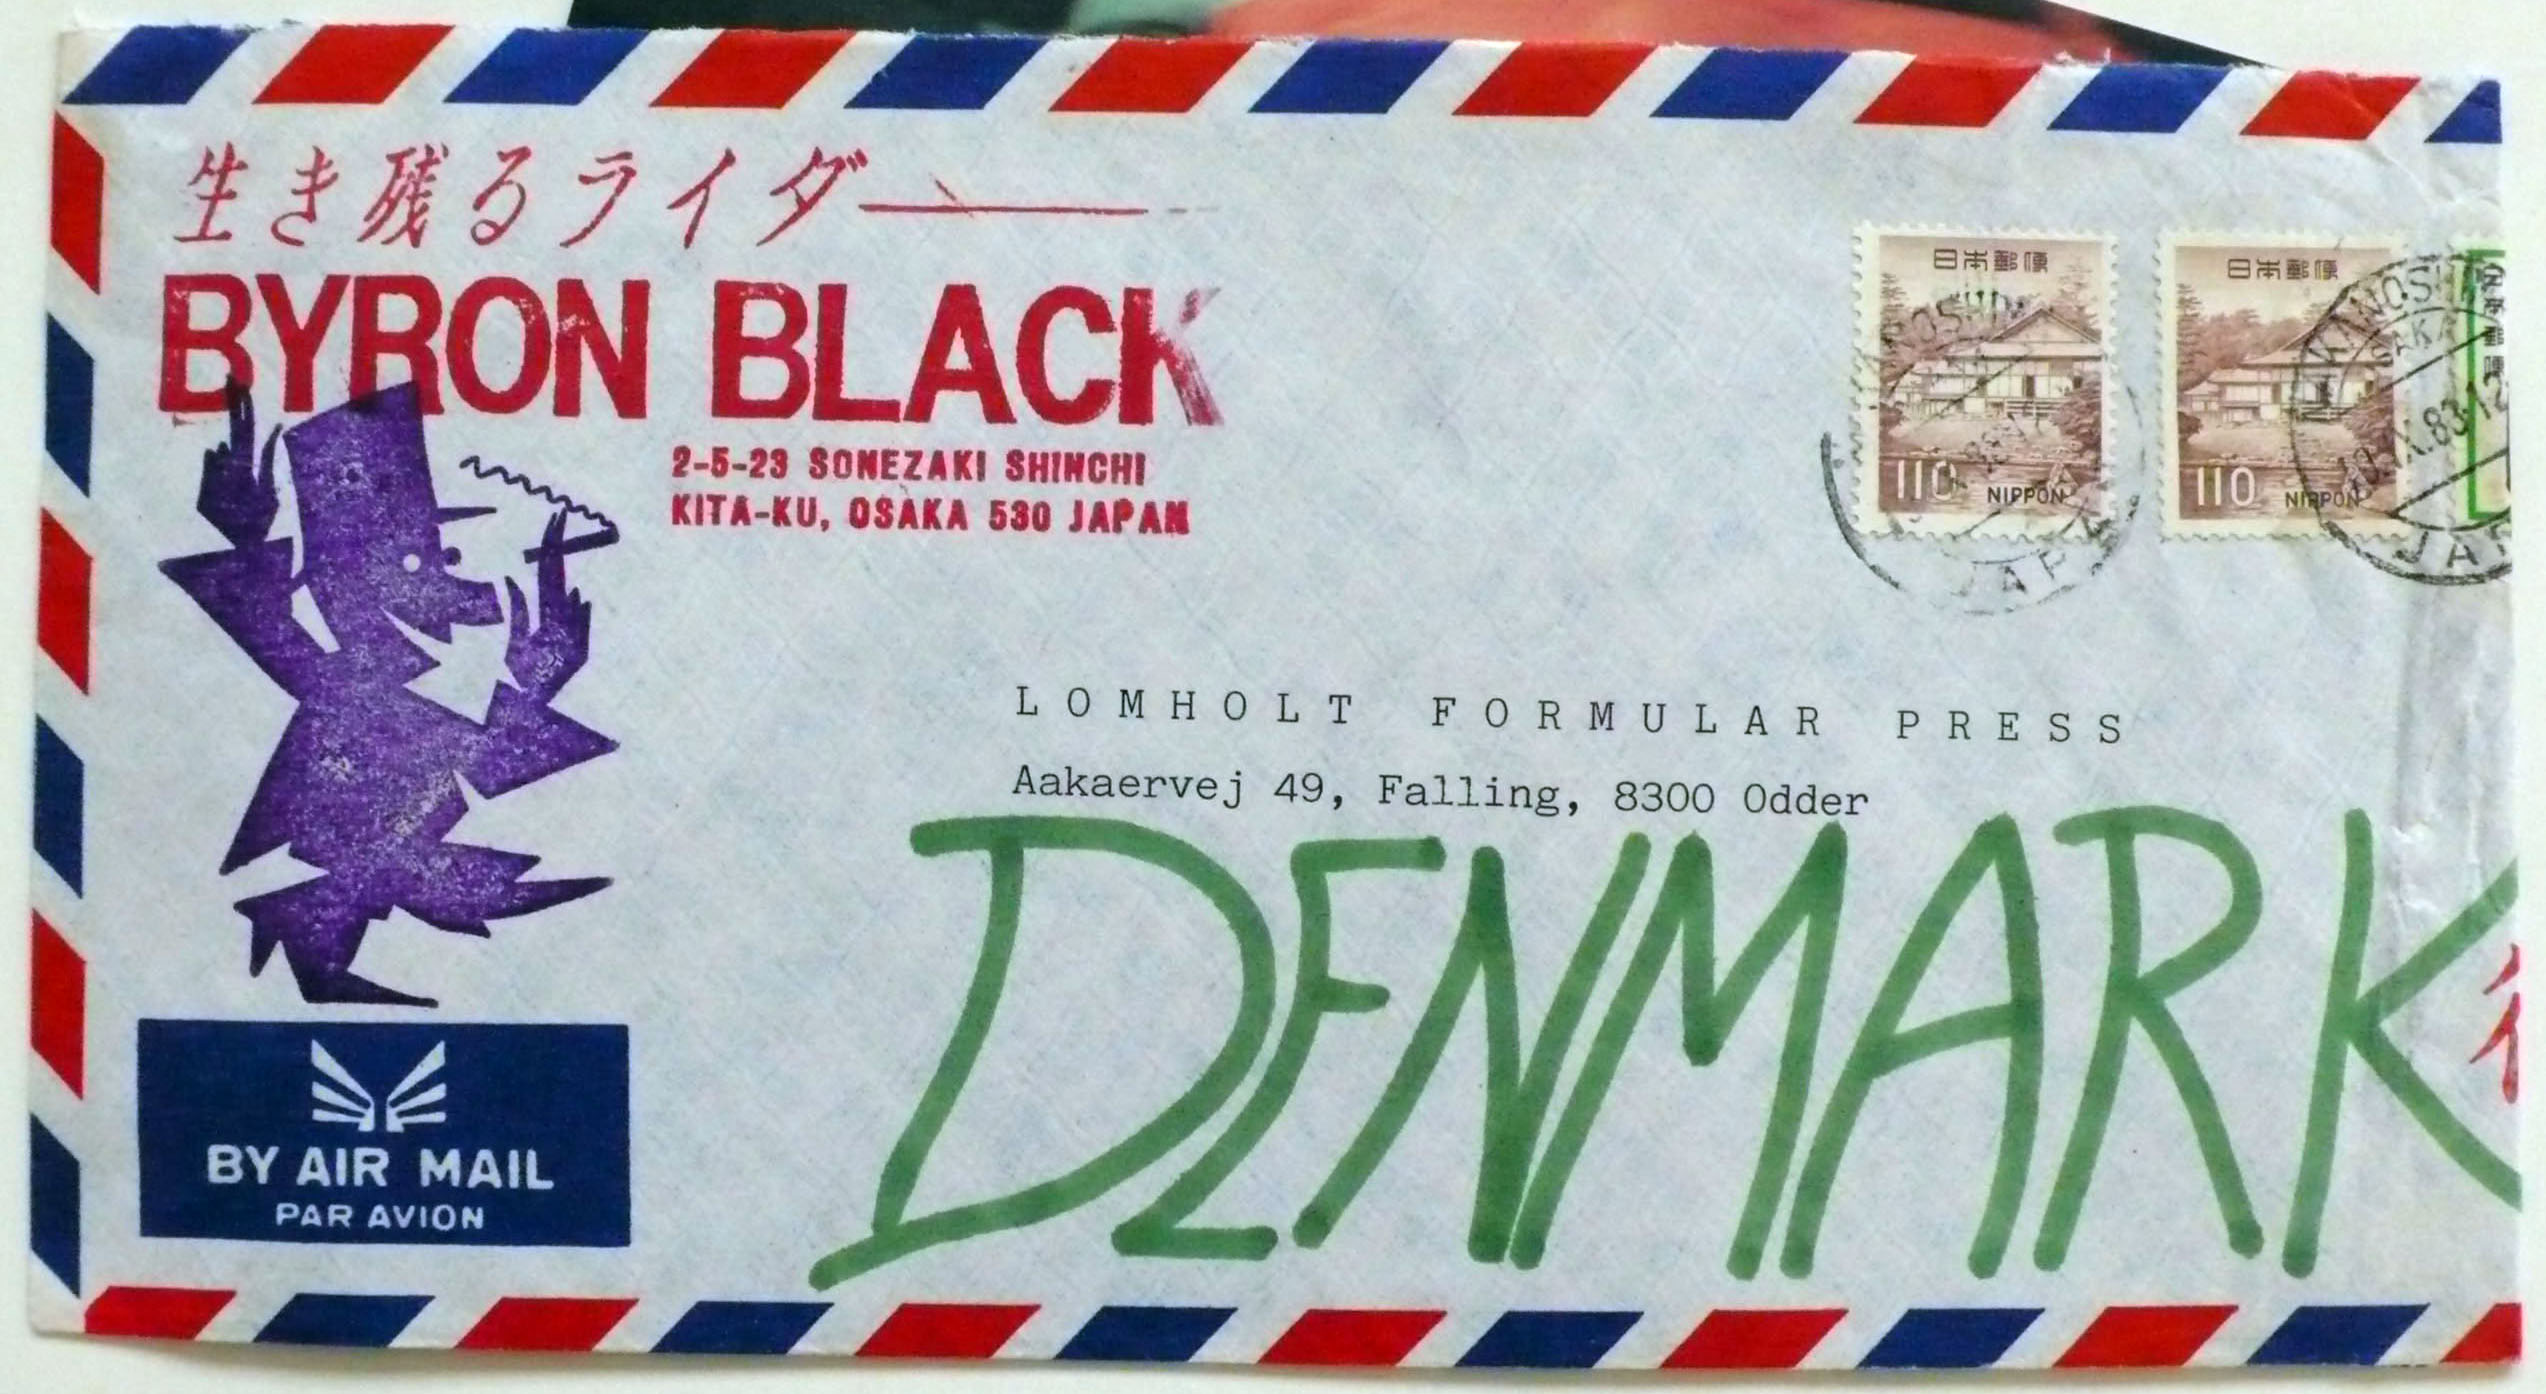 生き残るライダー
BYRON BLACK
2-5-23 SONEZAKI SHINCHI
KITA-KU, OSAKA 530 JAPAN
日本郵便
110 NIPPON
JAPA
日本郵便
110 NIPPON
OSAKA
LOMHOLT FORMULAR PRESS
Aakaervej 49, Falling, 8300 Odder
DENMARK
BY AIR MAIL
PAR AVION